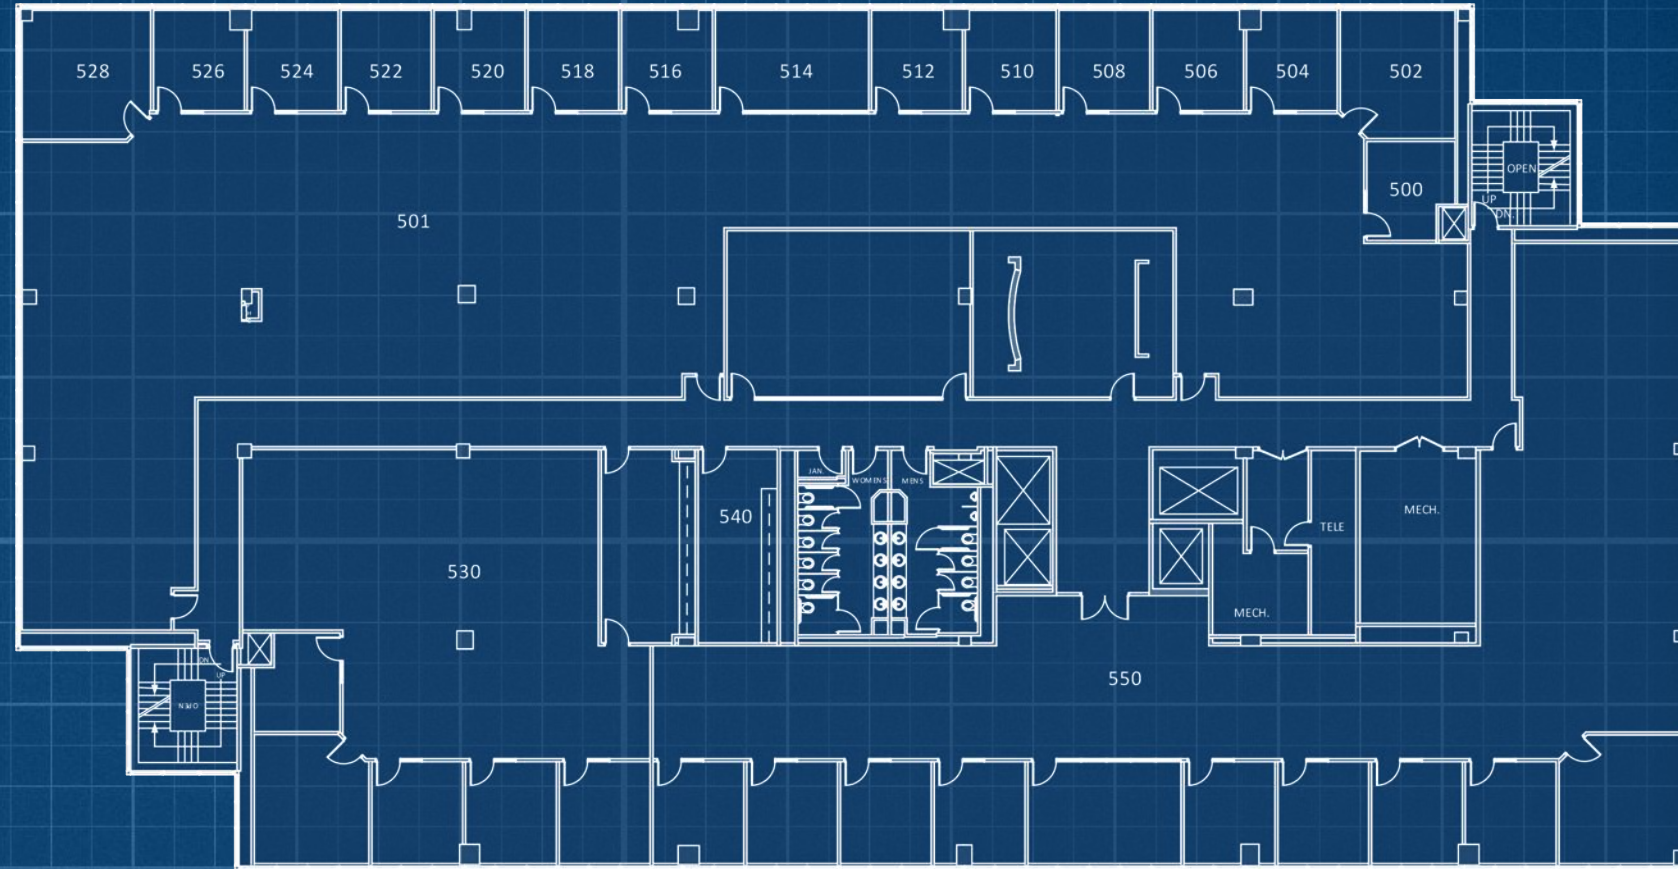 528 526 524 522 520 518 516 514 512 510 508 506 504 502
OPEN
500
UP
DN.
501
JAN.
WOMENS MENS
MECH.
540
TELE
530
MECH.
DN.
UP
550
OPEN